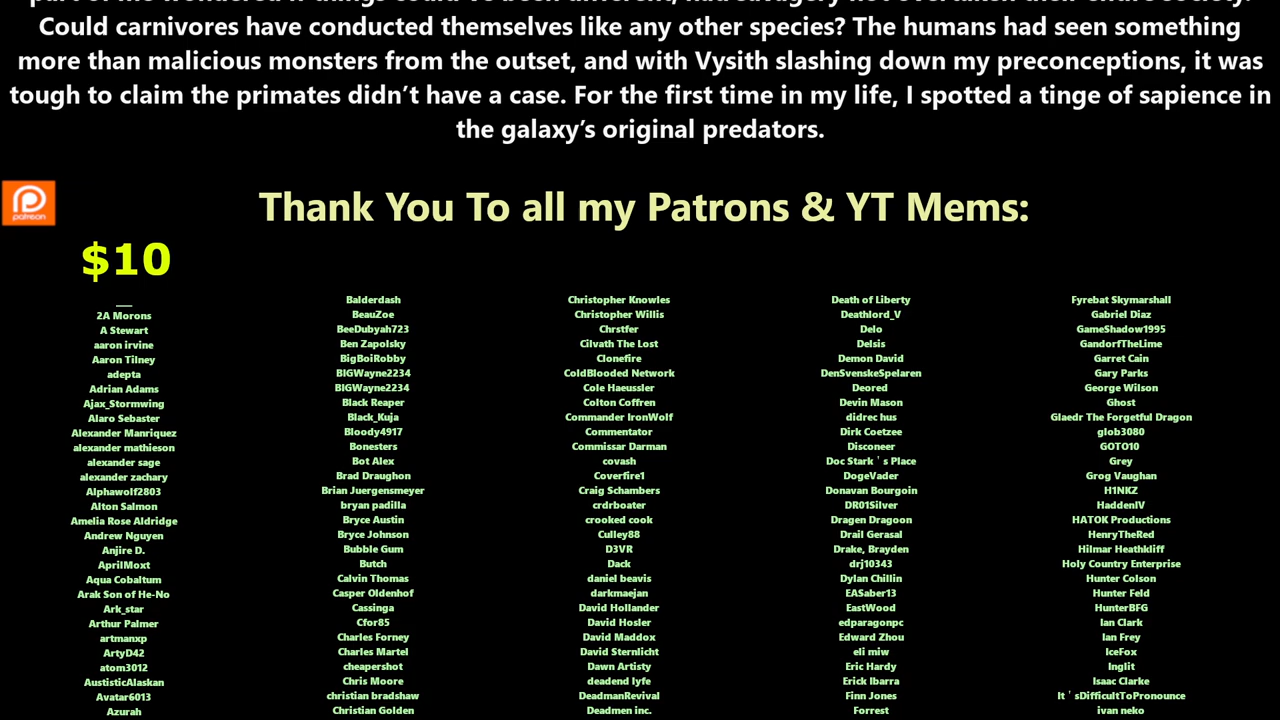 Could carnivores have conducted themselves like any other species? The humans had seen something
more than malicious monsters from the outset, and with Vysith slashing down my preconceptions, it was
tough to claim the primates didn’t have a case. For the first time in my life, I spotted a tinge of sapience in
the galaxy’s original predators.
patreon
Thank You To all my Patrons & YT Mems:
$10
___
2A Morons
A Stewart
aaron irvine
Aaron Tilney
adepta
Adrian Adams
Ajax_Stormwing
Alaro Sebaster
Alexander Manriquez
alexander mathieson
alexander sage
alexander zachary
Alphawolf2803
Alton Salmon
Amelia Rose Aldridge
Andrew Nguyen
Anjire D.
AprilMoxt
Aqua Cobaltum
Arak Son of He-No
Ark_star
Arthur Palmer
artmanxp
ArtyD42
atom3012
AustisticAlaskan
Avatar6013
Azurah
Balderdash
BeauZoe
BeeDubyah723
Ben Zapolsky
BigBoiRobby
BIGWayne2234
BIGWayne2234
Black Reaper
Black_Kuja
Bloody4917
Bonesters
Bot Alex
Brad Draughon
Brian Juergensmeyer
bryan padilla
Bryce Austin
Bryce Johnson
Bubble Gum
Butch
Calvin Thomas
Casper Oldenhof
Cassinga
Cfor85
Charles Forney
Charles Martel
cheapershot
Chris Moore
christian bradshaw
Christian Golden
Christopher Knowles
Christopher Willis
Chrstfer
Cilvath The Lost
Clonefire
ColdBlooded Network
Cole Haeussler
Colton Coffren
Commander IronWolf
Commentator
Commissar Darman
covash
Coverfire1
Craig Schambers
crdrboater
crooked cook
Culley88
D3VR
Dack
daniel beavis
darkmaejan
David Hollander
David Hosler
David Maddox
David Sternlicht
Dawn Artisty
deadend lyfe
DeadmanRevival
Deadmen inc.
Death of Liberty
Deathlord_V
Delo
Delsis
Demon David
DenSvenskeSpelaren
Deored
Devin Mason
didrec hus
Dirk Coetzee
Disconeer
Doc Stark＇s Place
DogeVader
Donavan Bourgoin
DR01Silver
Dragen Dragoon
Drail Gerasal
Drake, Brayden
drj10343
Dylan Chillin
EASaber13
EastWood
edparagonpc
Edward Zhou
eli miw
Eric Hardy
Erick Ibarra
Finn Jones
Forrest
Fyrebat Skymarshall
Gabriel Diaz
GameShadow1995
GandorfTheLime
Garret Cain
Gary Parks
George Wilson
Ghost
Glaedr The Forgetful Dragon
glob3080
GOTO10
Grey
Grog Vaughan
H1NKZ
HaddenIV
HATOK Productions
HenryTheRed
Hilmar Heathkliff
Holy Country Enterprise
Hunter Colson
Hunter Feld
HunterBFG
Ian Clark
Ian Frey
IceFox
Inglit
Isaac Clarke
It＇sDifficultToPronounce
ivan neko